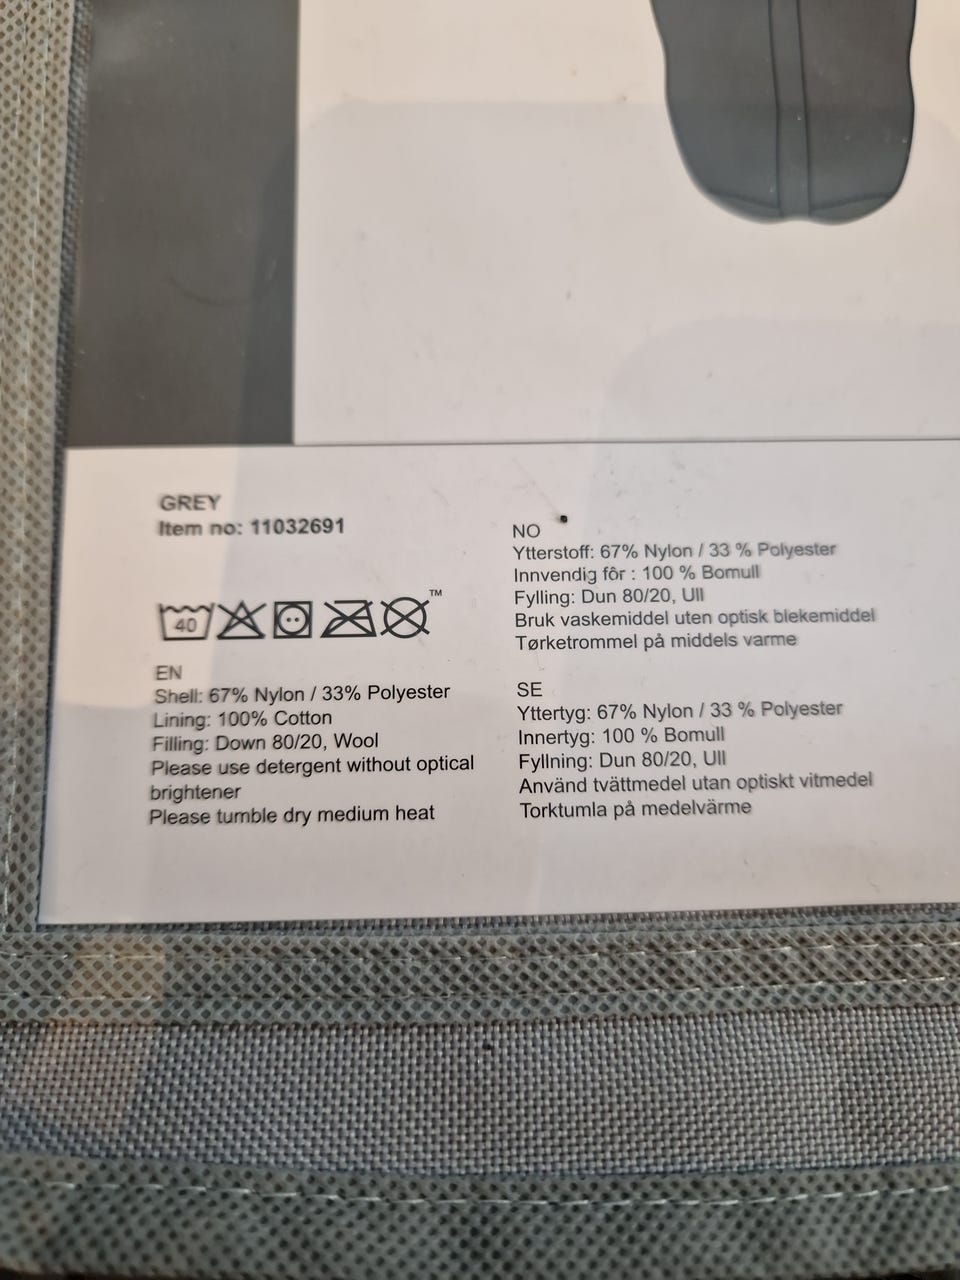 GREY
Item no: 11032691
40
™
EN
Shell: 67% Nylon / 33% Polyester
Lining: 100% Cotton
Filling: Down 80/20, Wool
Please use detergent without optical
brightener
Please tumble dry medium heat
NO
Ytterstoff: 67% Nylon / 33 % Polyester
Innvendig fôr : 100 % Bomull
Fylling: Dun 80/20, Ull
Bruk vaskemiddel uten optisk blekemiddel
Tørketrommel på middels varme
SE
Yttertyg: 67% Nylon / 33 % Polyester
Innertyg: 100 % Bomull
Fyllning: Dun 80/20, Ull
Använd tvättmedel utan optiskt vitmedel
Torktumla på medelvärme